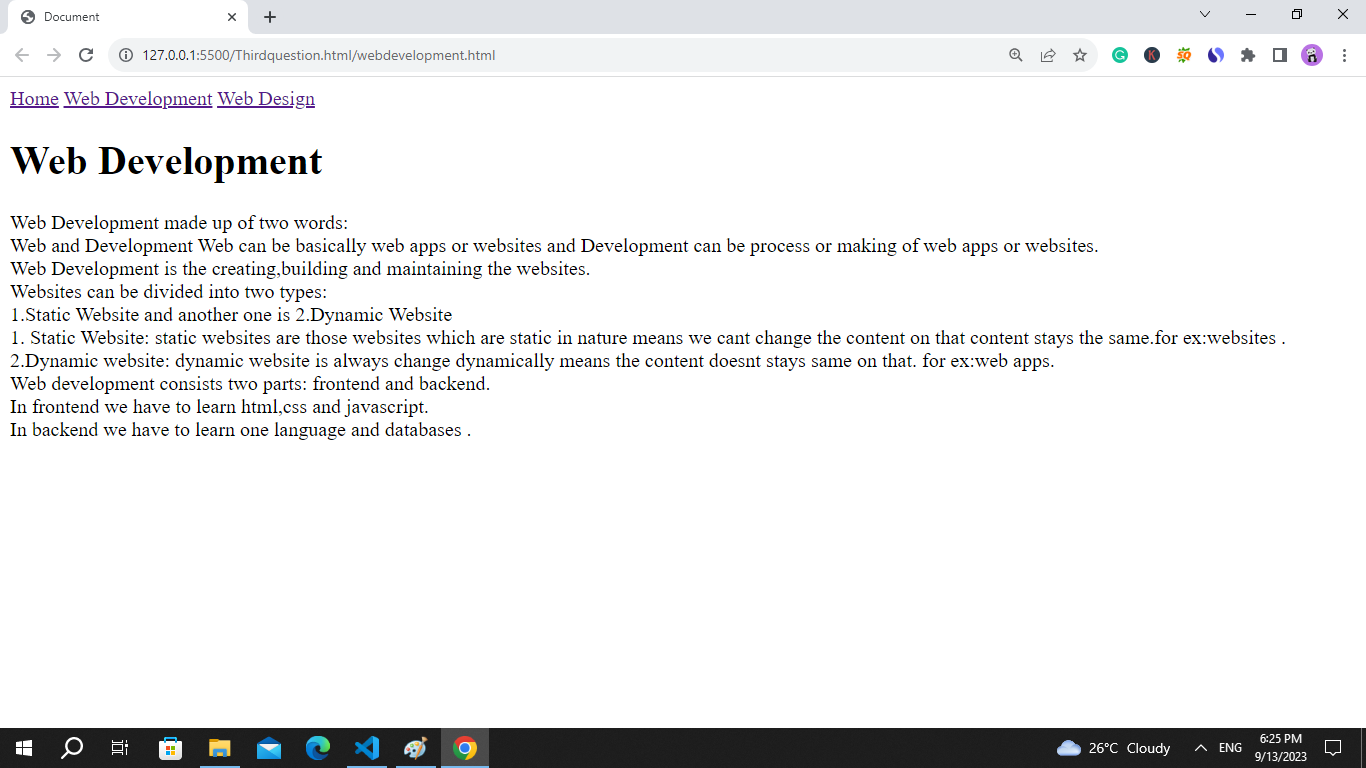 Document
127.0.0.1:5500/Thirdquestion.html/webdevelopment.html
Home Web Development Web Design
Web Development
Web Development made up of two words:
Web and Development Web can be basically web apps or websites and Development can be process or making of web apps or websites.
Web Development is the creating,building and maintaining the websites.
Websites can be divided into two types:
1.Static Website and another one is 2.Dynamic Website
1. Static Website: static websites are those websites which are static in nature means we cant change the content on that content stays the same.for ex:websites .
2.Dynamic website: dynamic website is always change dynamically means the content doesnt stays same on that. for ex:web apps.
Web development consists two parts: frontend and backend.
In frontend we have to learn html,css and javascript.
In backend we have to learn one language and databases .
26°C Cloudy
ENG
6:25 PM
9/13/2023